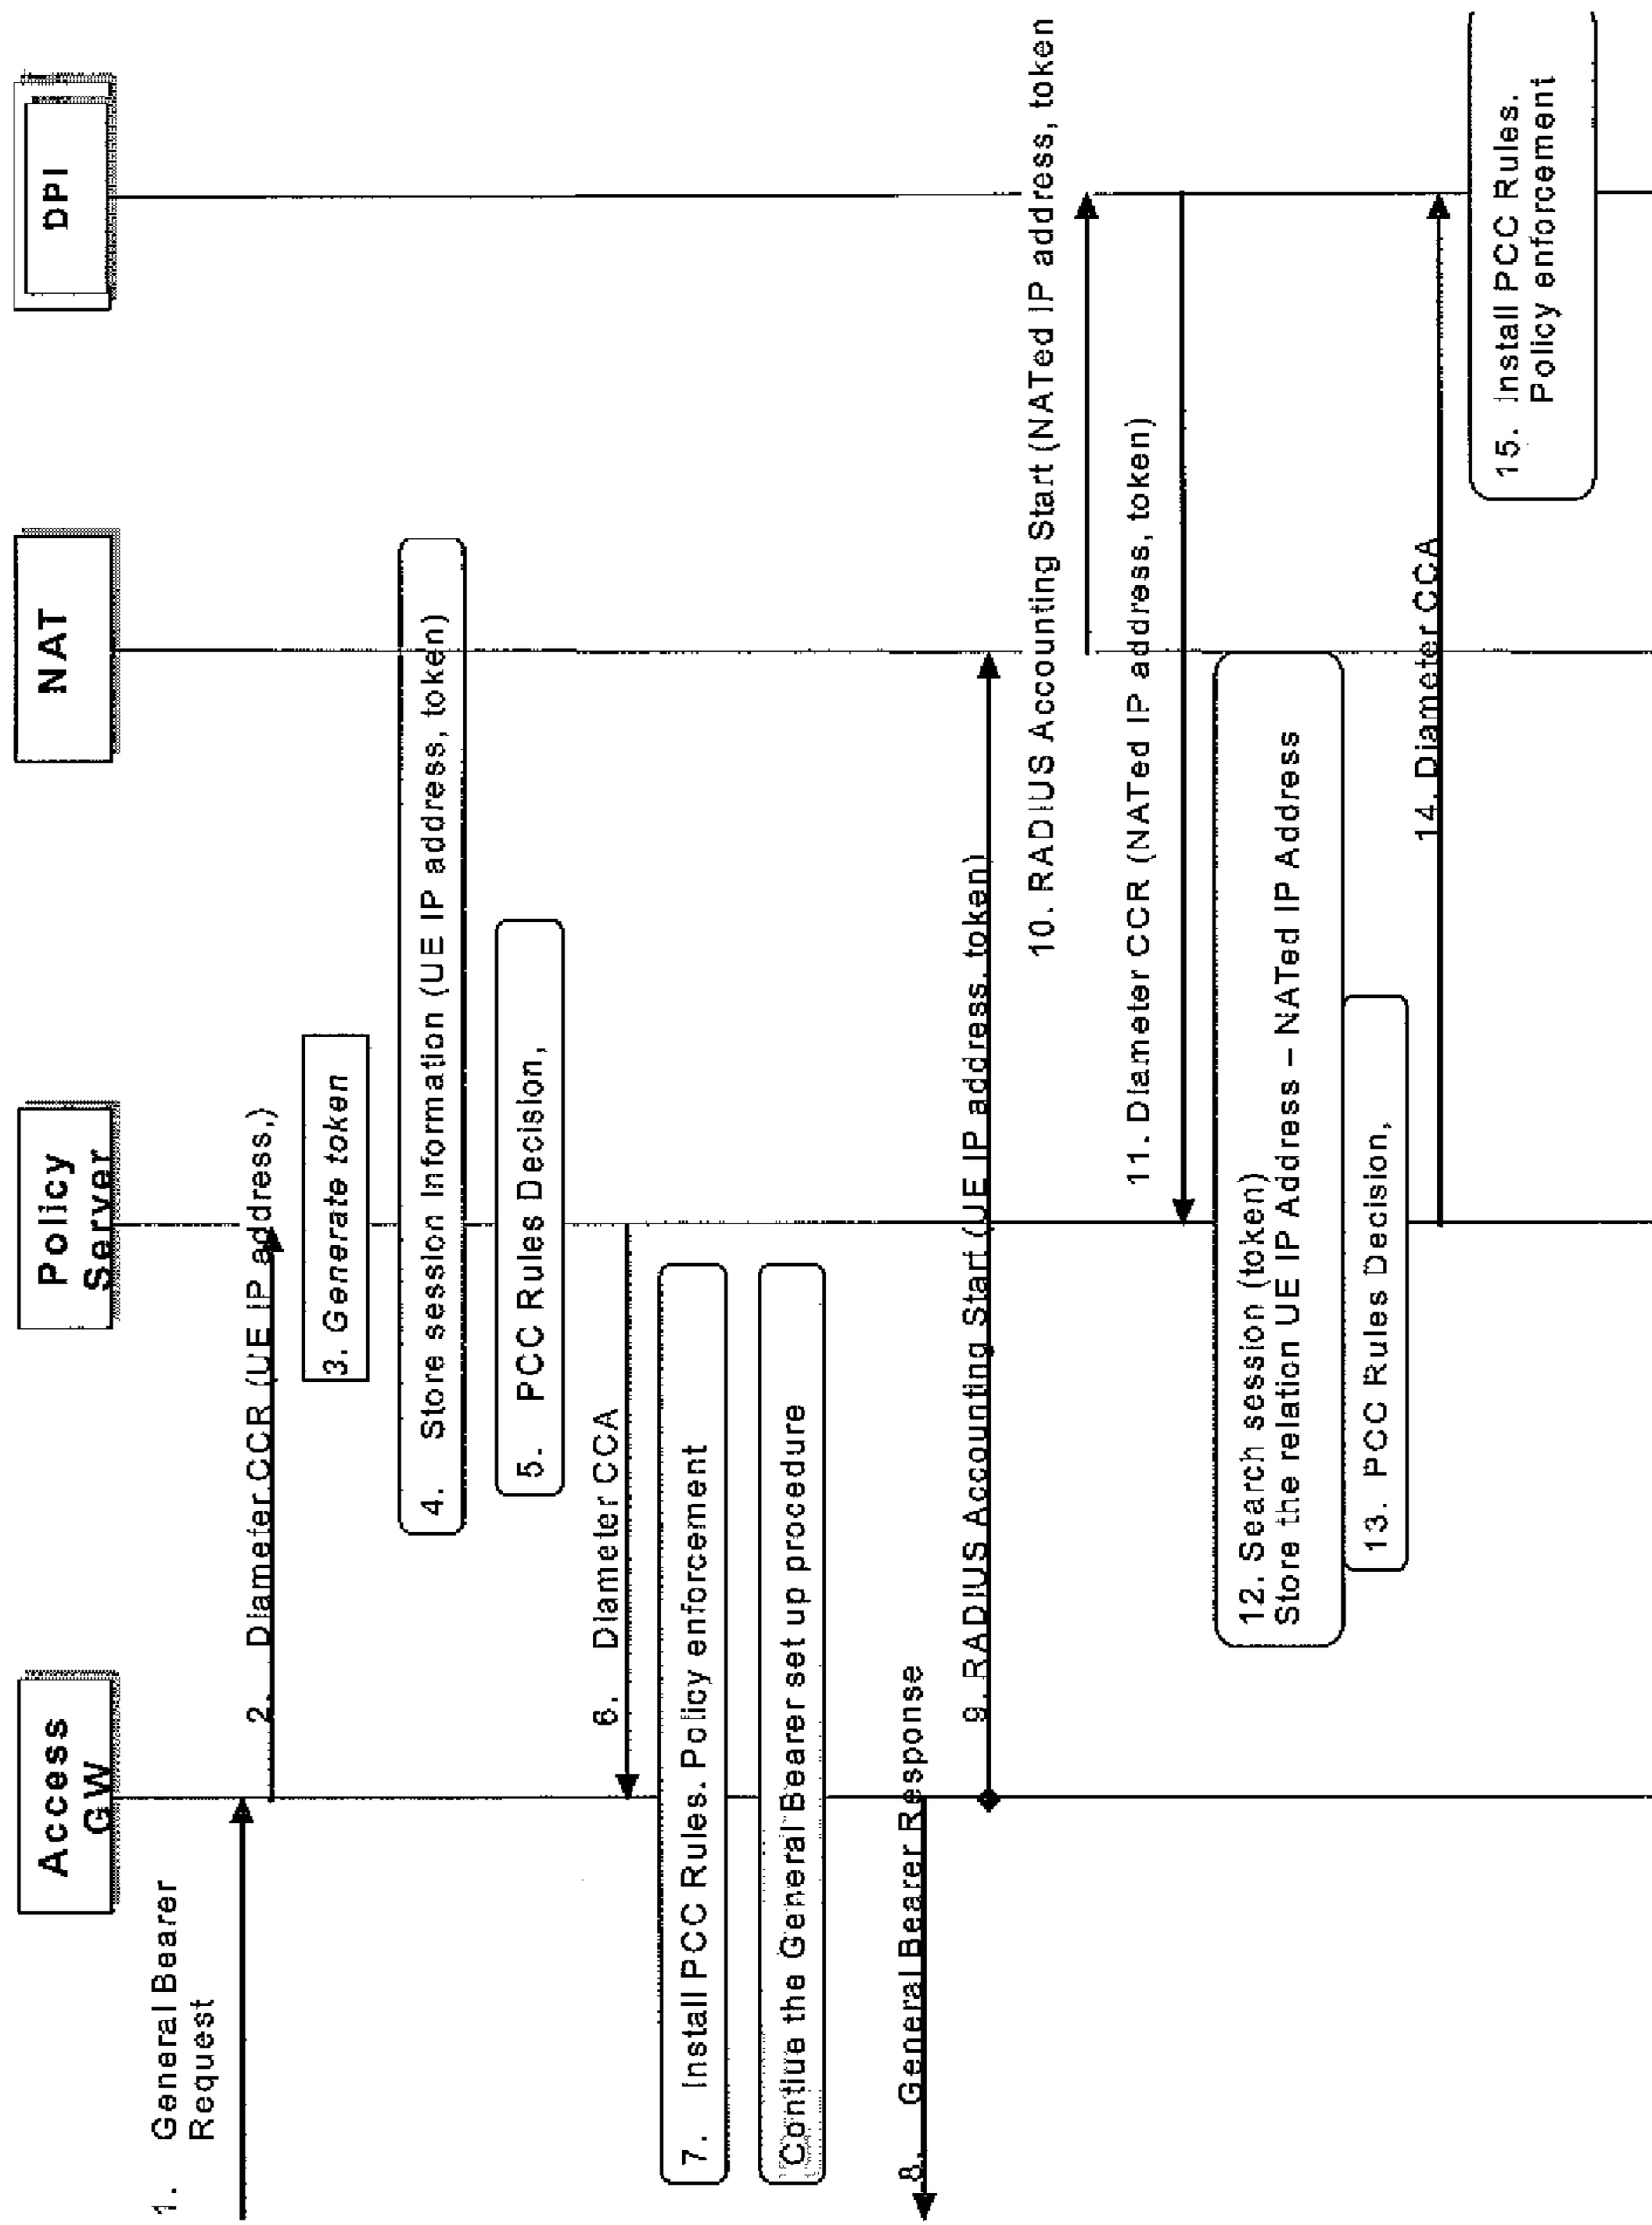 Access
GW
Policy
Server
NAT
DPI
1. General Bearer
Request
2. Diameter CCR (UE IP address,)
3. Generate token
4. Store session Information (UE IP address, token)
5. PCC Rules Decision,
6. Diameter CCA
7. Install PCC Rules. Policy enforcement
Contiue the General Bearer set up procedure
8. General Bearer Response
9. RADIUS Accounting Start (UE IP address, token)
10. RADIUS Accounting Start (NATed IP address, token
11. Diameter CCR (NATed IP address, token)
12. Search session (token)
Store the relation UE IP Address – NATed IP Address
13. PCC Rules Decision,
14. Diameter CCA
15. Install PCC Rules.
Policy enforcement